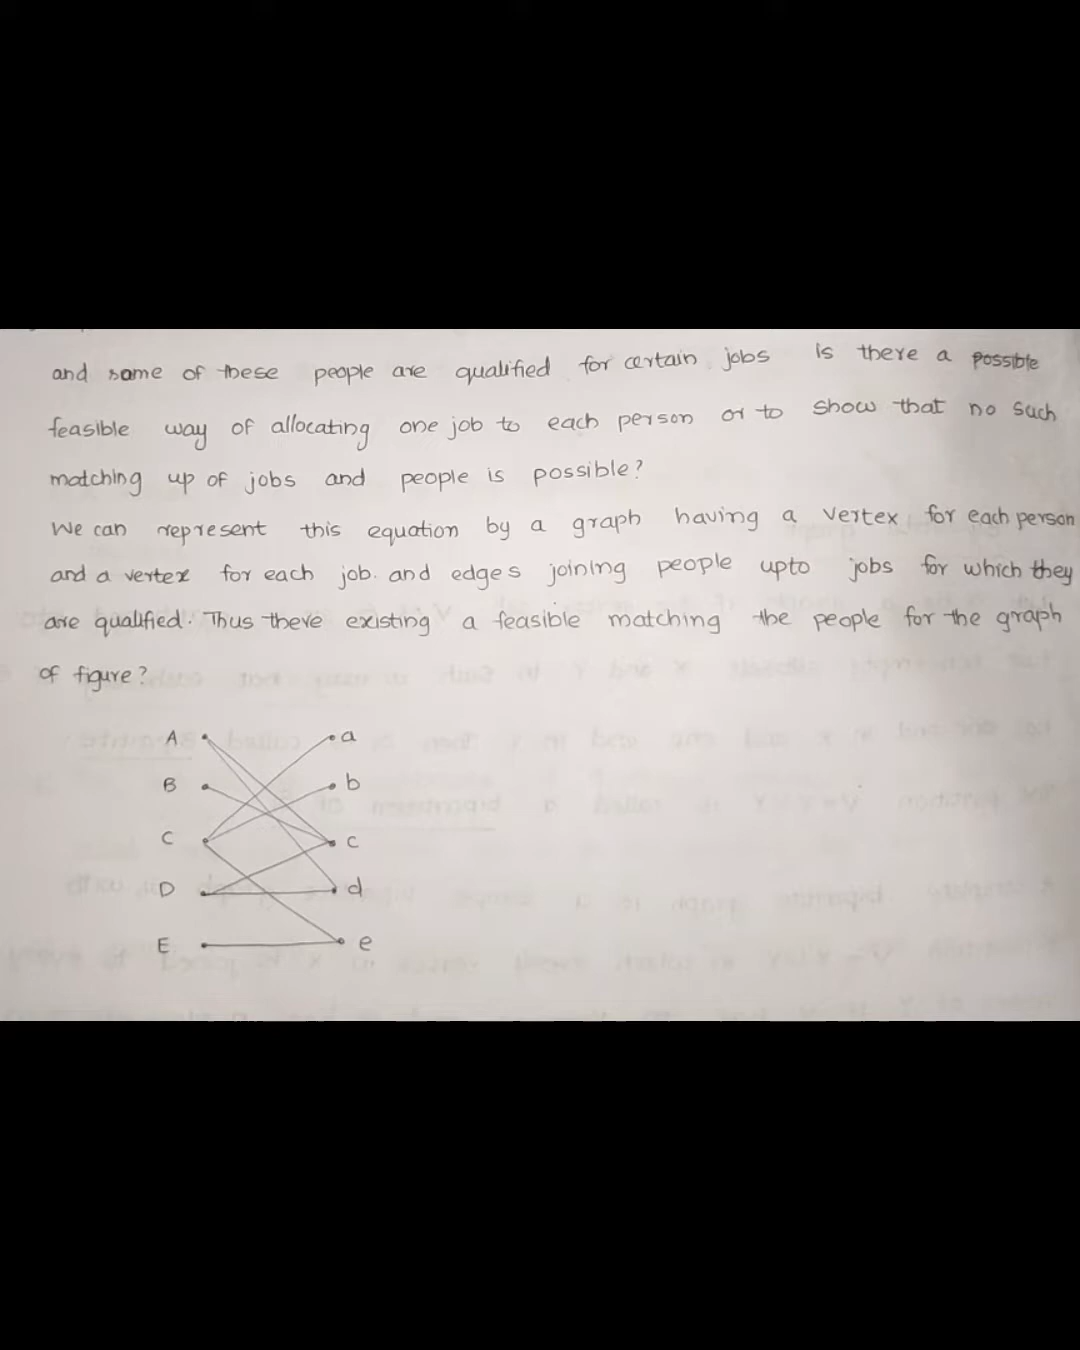 and some of these people are qualified for certain jobs is there a possible
feasible way of allocating one job to each person or to show that no such
matching up of jobs and people is possible?
We can represent this equation by a graph having a vertex for each person
and a vertex for each job. and edges joining people upto jobs for which they
are qualified. Thus there existing a feasible matching the people for the graph
of figure?
A a
B b
C c
D d
E e